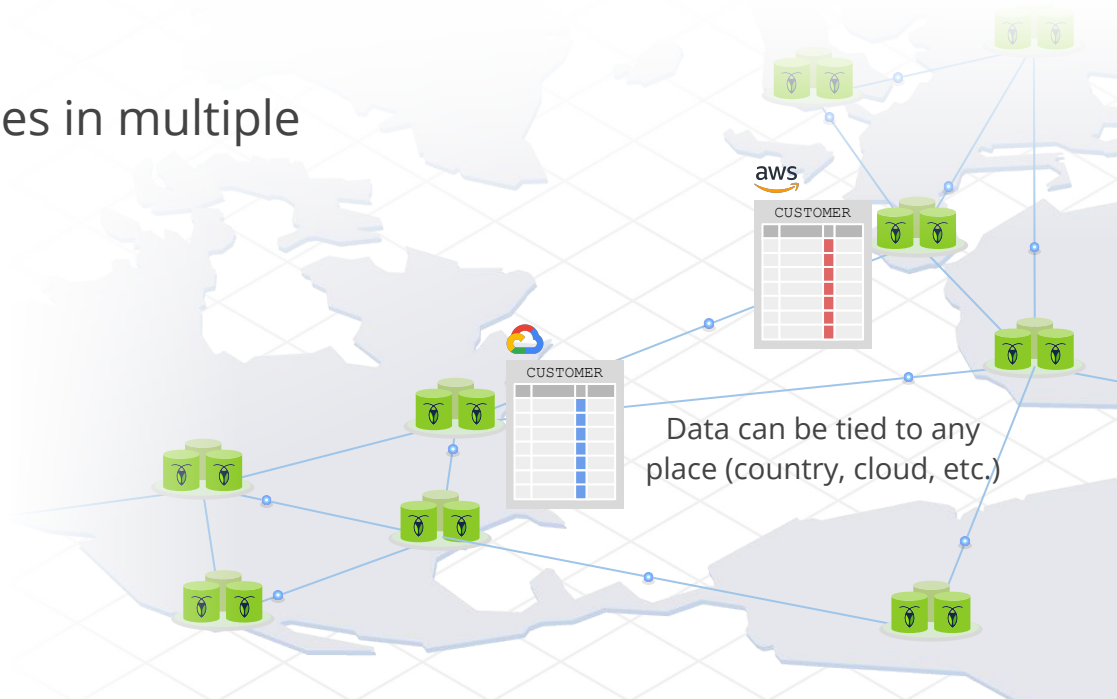 es in multiple
aws
CUSTOMER
CUSTOMER
Data can be tied to any
place (country, cloud, etc.)